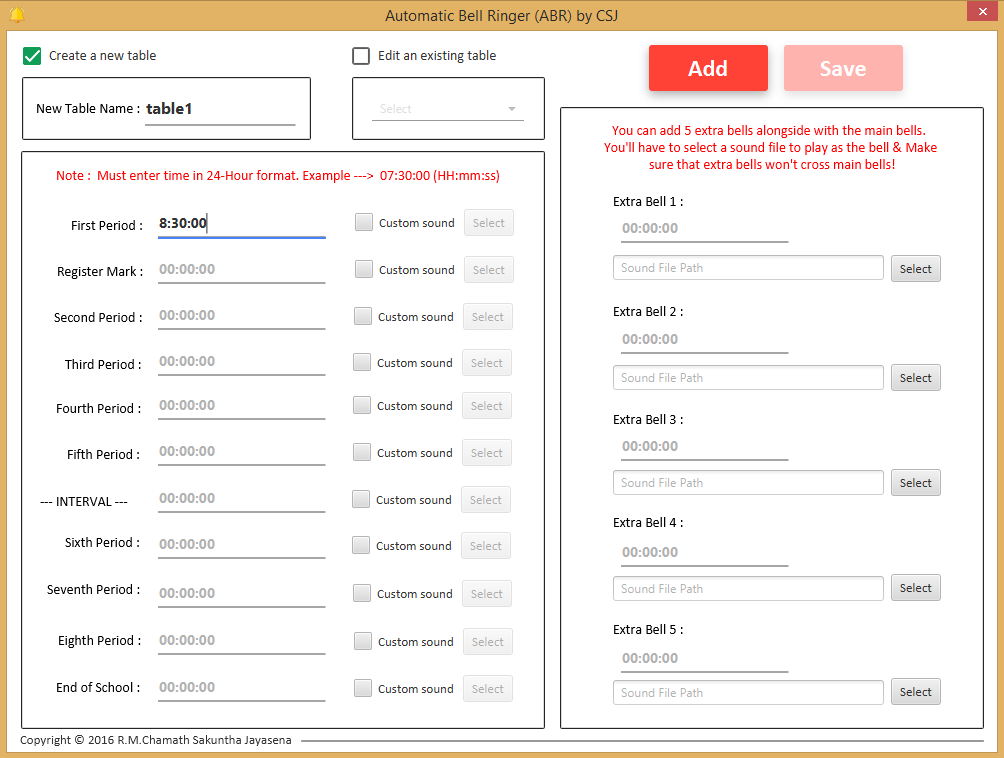 Automatic Bell Ringer (ABR) by CSJ
Create a new table
Edit an existing table
Add
Save
New Table Name : table1
Select
Note : Must enter time in 24-Hour format. Example ---> 07:30:00 (HH:mm:ss)
First Period : 8:30:00 Custom sound Select
Register Mark : 00:00:00 Custom sound Select
Second Period : 00:00:00 Custom sound Select
Third Period : 00:00:00 Custom sound Select
Fourth Period : 00:00:00 Custom sound Select
Fifth Period : 00:00:00 Custom sound Select
--- INTERVAL --- 00:00:00 Custom sound Select
Sixth Period : 00:00:00 Custom sound Select
Seventh Period : 00:00:00 Custom sound Select
Eighth Period : 00:00:00 Custom sound Select
End of School : 00:00:00 Custom sound Select
You can add 5 extra bells alongside with the main bells.
You'll have to select a sound file to play as the bell & Make
sure that extra bells won't cross main bells!
Extra Bell 1 :
00:00:00
Sound File Path Select
Extra Bell 2 :
00:00:00
Sound File Path Select
Extra Bell 3 :
00:00:00
Sound File Path Select
Extra Bell 4 :
00:00:00
Sound File Path Select
Extra Bell 5 :
00:00:00
Sound File Path Select
Copyright © 2016 R.M.Chamath Sakuntha Jayasena